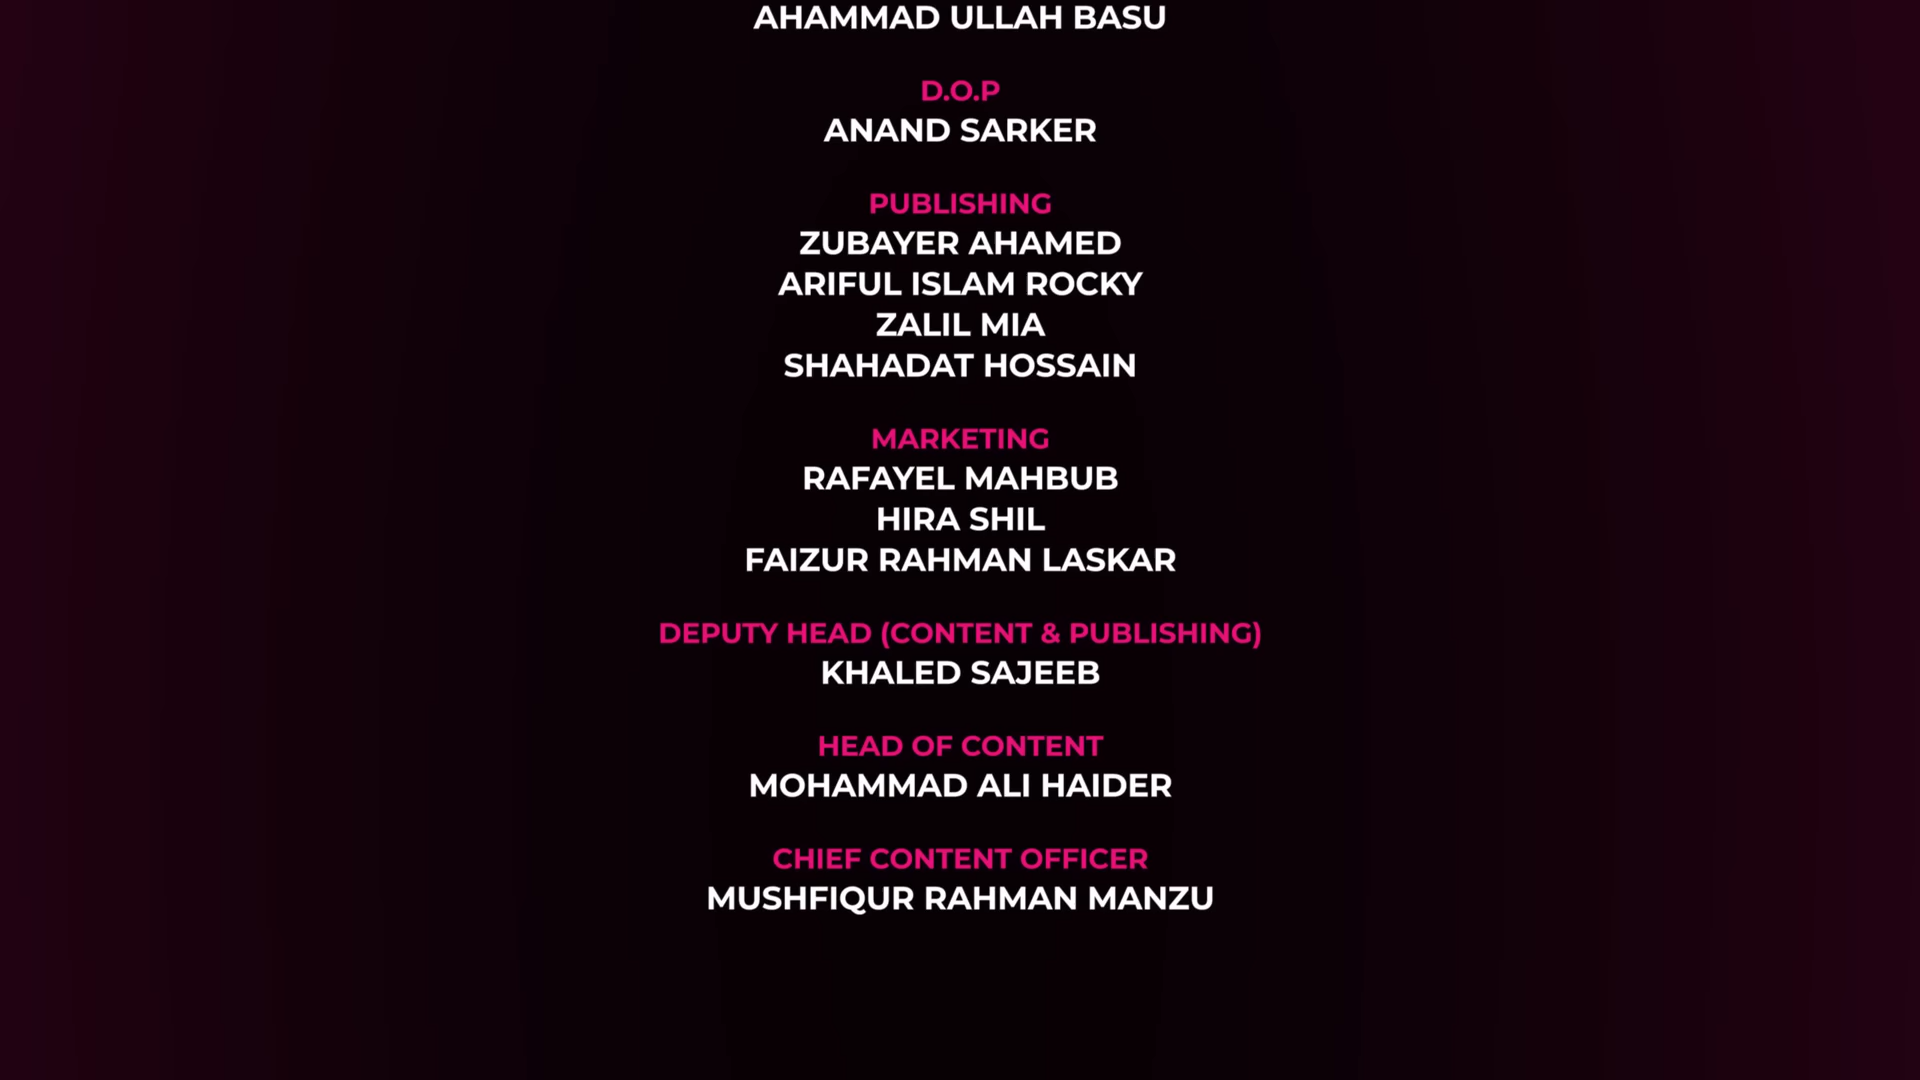 AHAMMAD ULLAH BASU
D.O.P
ANAND SARKER
PUBLISHING
ZUBAYER AHAMED
ARIFUL ISLAM ROCKY
ZALIL MIA
SHAHADAT HOSSAIN
MARKETING
RAFAYEL MAHBUB
HIRA SHIL
FAIZUR RAHMAN LASKAR
DEPUTY HEAD (CONTENT & PUBLISHING)
KHALED SAJEEB
HEAD OF CONTENT
MOHAMMAD ALI HAIDER
CHIEF CONTENT OFFICER
MUSHFIQUR RAHMAN MANZU